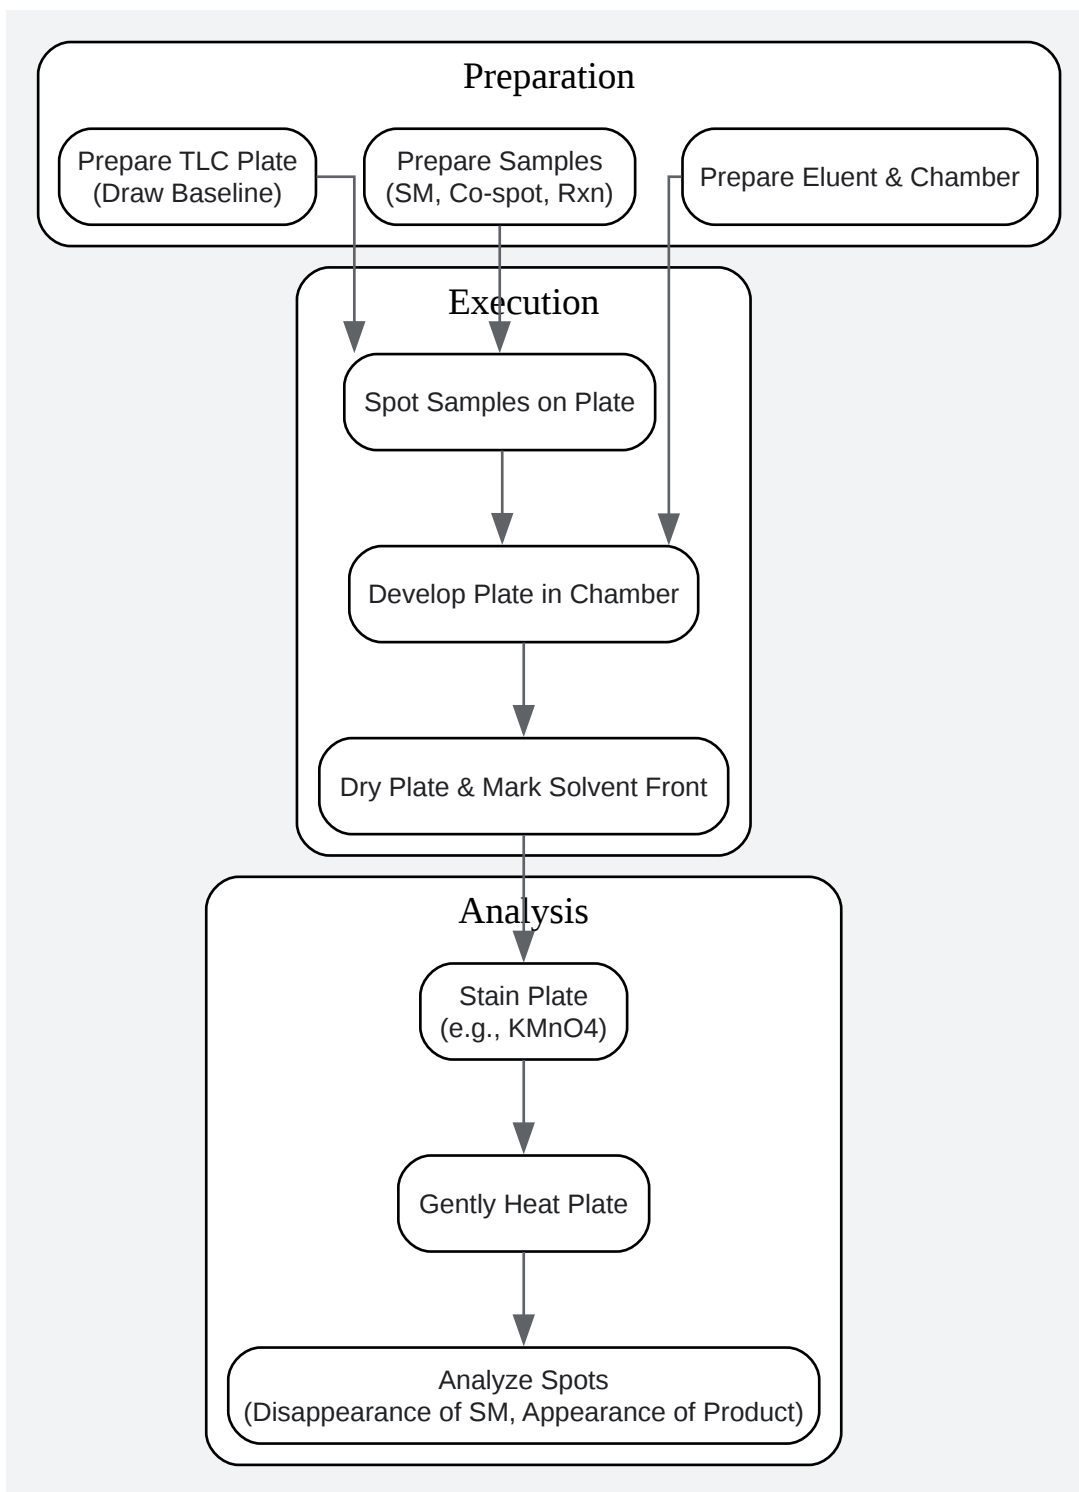 Preparation
Prepare TLC Plate
(Draw Baseline)
Prepare Samples
(SM, Co-spot, Rxn)
Prepare Eluent & Chamber
Execution
Spot Samples on Plate
Develop Plate in Chamber
Dry Plate & Mark Solvent Front
Analysis
Stain Plate
(e.g., KMnO4)
Gently Heat Plate
Analyze Spots
(Disappearance of SM, Appearance of Product)